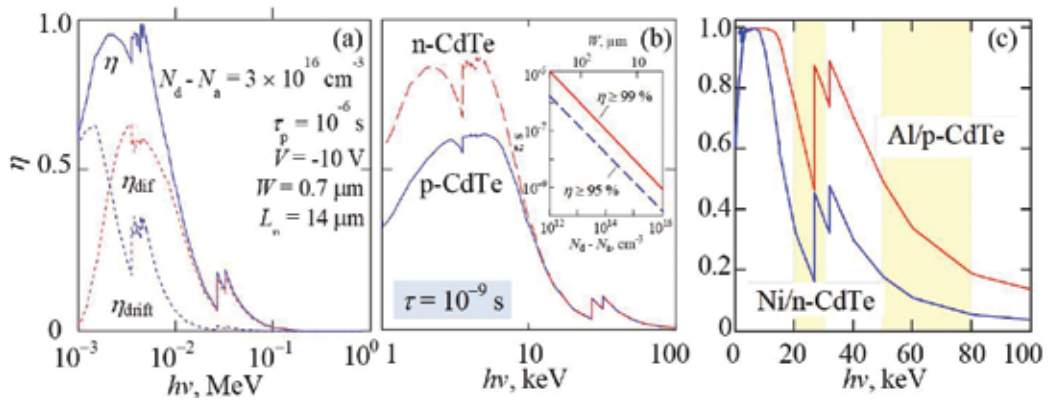 (a)
η
N_d - N_a = 3 × 10^16 cm^-3
τ_p = 10^-6 s
V = -10 V
W = 0.7 μm
η_dif
η_drift
η
1.0
0.5
0
10^-3
10^-2
10^-1
10^0
hν, MeV
(b)
n-CdTe
p-CdTe
τ = 10^-9 s
W, μm
10^2
10^0
η ≥ 99 %
η ≥ 95 %
10^-7
10^12
10^14
10^16
N_d - N_a, cm^-3
1
10
100
hν, keV
(c)
Al/p-CdTe
Ni/n-CdTe
1.0
0.8
0.6
0.4
0.2
0
0
20
40
60
80
100
hν, keV